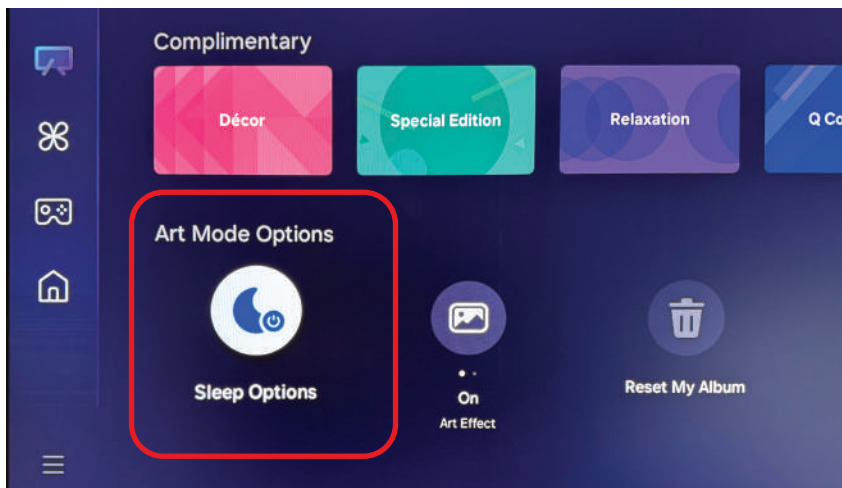 Complimentary
Décor
Special Edition
Relaxation
Art Mode Options
Sleep Options
On
Art Effect
Reset My Album